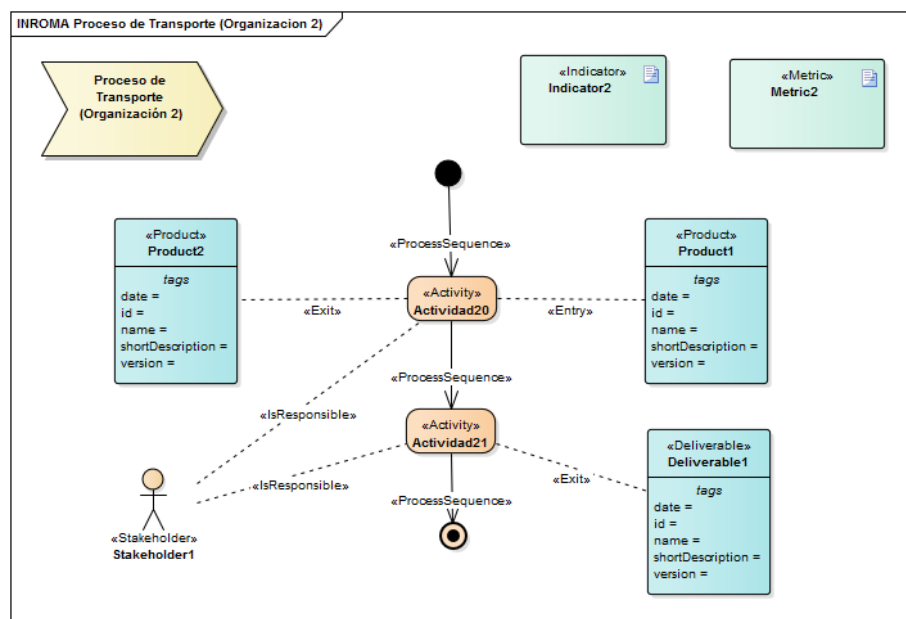 INROMA Proceso de Transporte (Organizacion 2)
Proceso de
Transporte
(Organización 2)
«Indicator»
Indicator2
«Metric»
Metric2
«ProcessSequence»
«Product»
Product2
tags
date =
id =
name =
shortDescription =
version =
«Exit»
«Activity»
Actividad20
«Entry»
«Product»
Product1
tags
date =
id =
name =
shortDescription =
version =
«ProcessSequence»
«IsResponsible»
«Activity»
Actividad21
«IsResponsible»
«Exit»
«ProcessSequence»
«Deliverable»
Deliverable1
tags
date =
id =
name =
shortDescription =
version =
«Stakeholder»
Stakeholder1